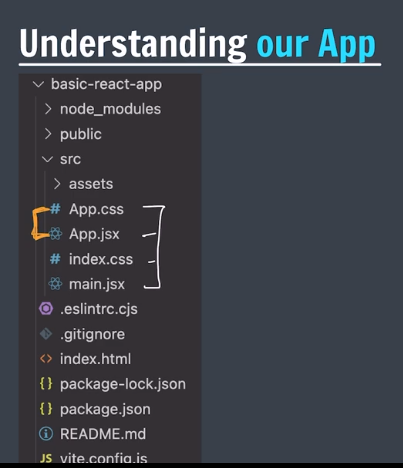 Understanding our App
basic-react-app
node_modules
public
src
assets
# App.css
App.jsx
# index.css
main.jsx
.eslintrc.cjs
.gitignore
<> index.html
{} package-lock.json
{} package.json
README.md
JS vite.config.js